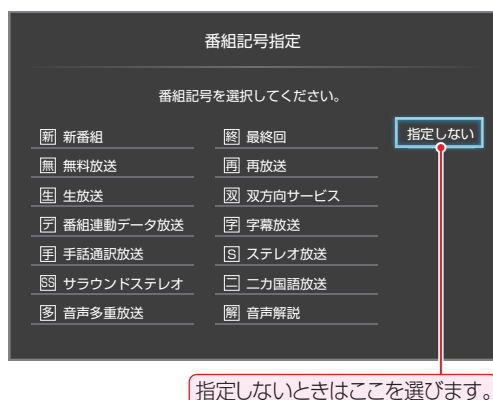 番組記号指定
番組記号を選択してください。
新 新番組
終 最終回
指定しない
無 無料放送
再 再放送
生 生放送
双 双方向サービス
デ 番組連動データ放送
字 字幕放送
手 手話通訳放送
S ステレオ放送
SS サラウンドステレオ
二 二カ国語放送
多 音声多重放送
解 音声解説
指定しないときはここを選びます。